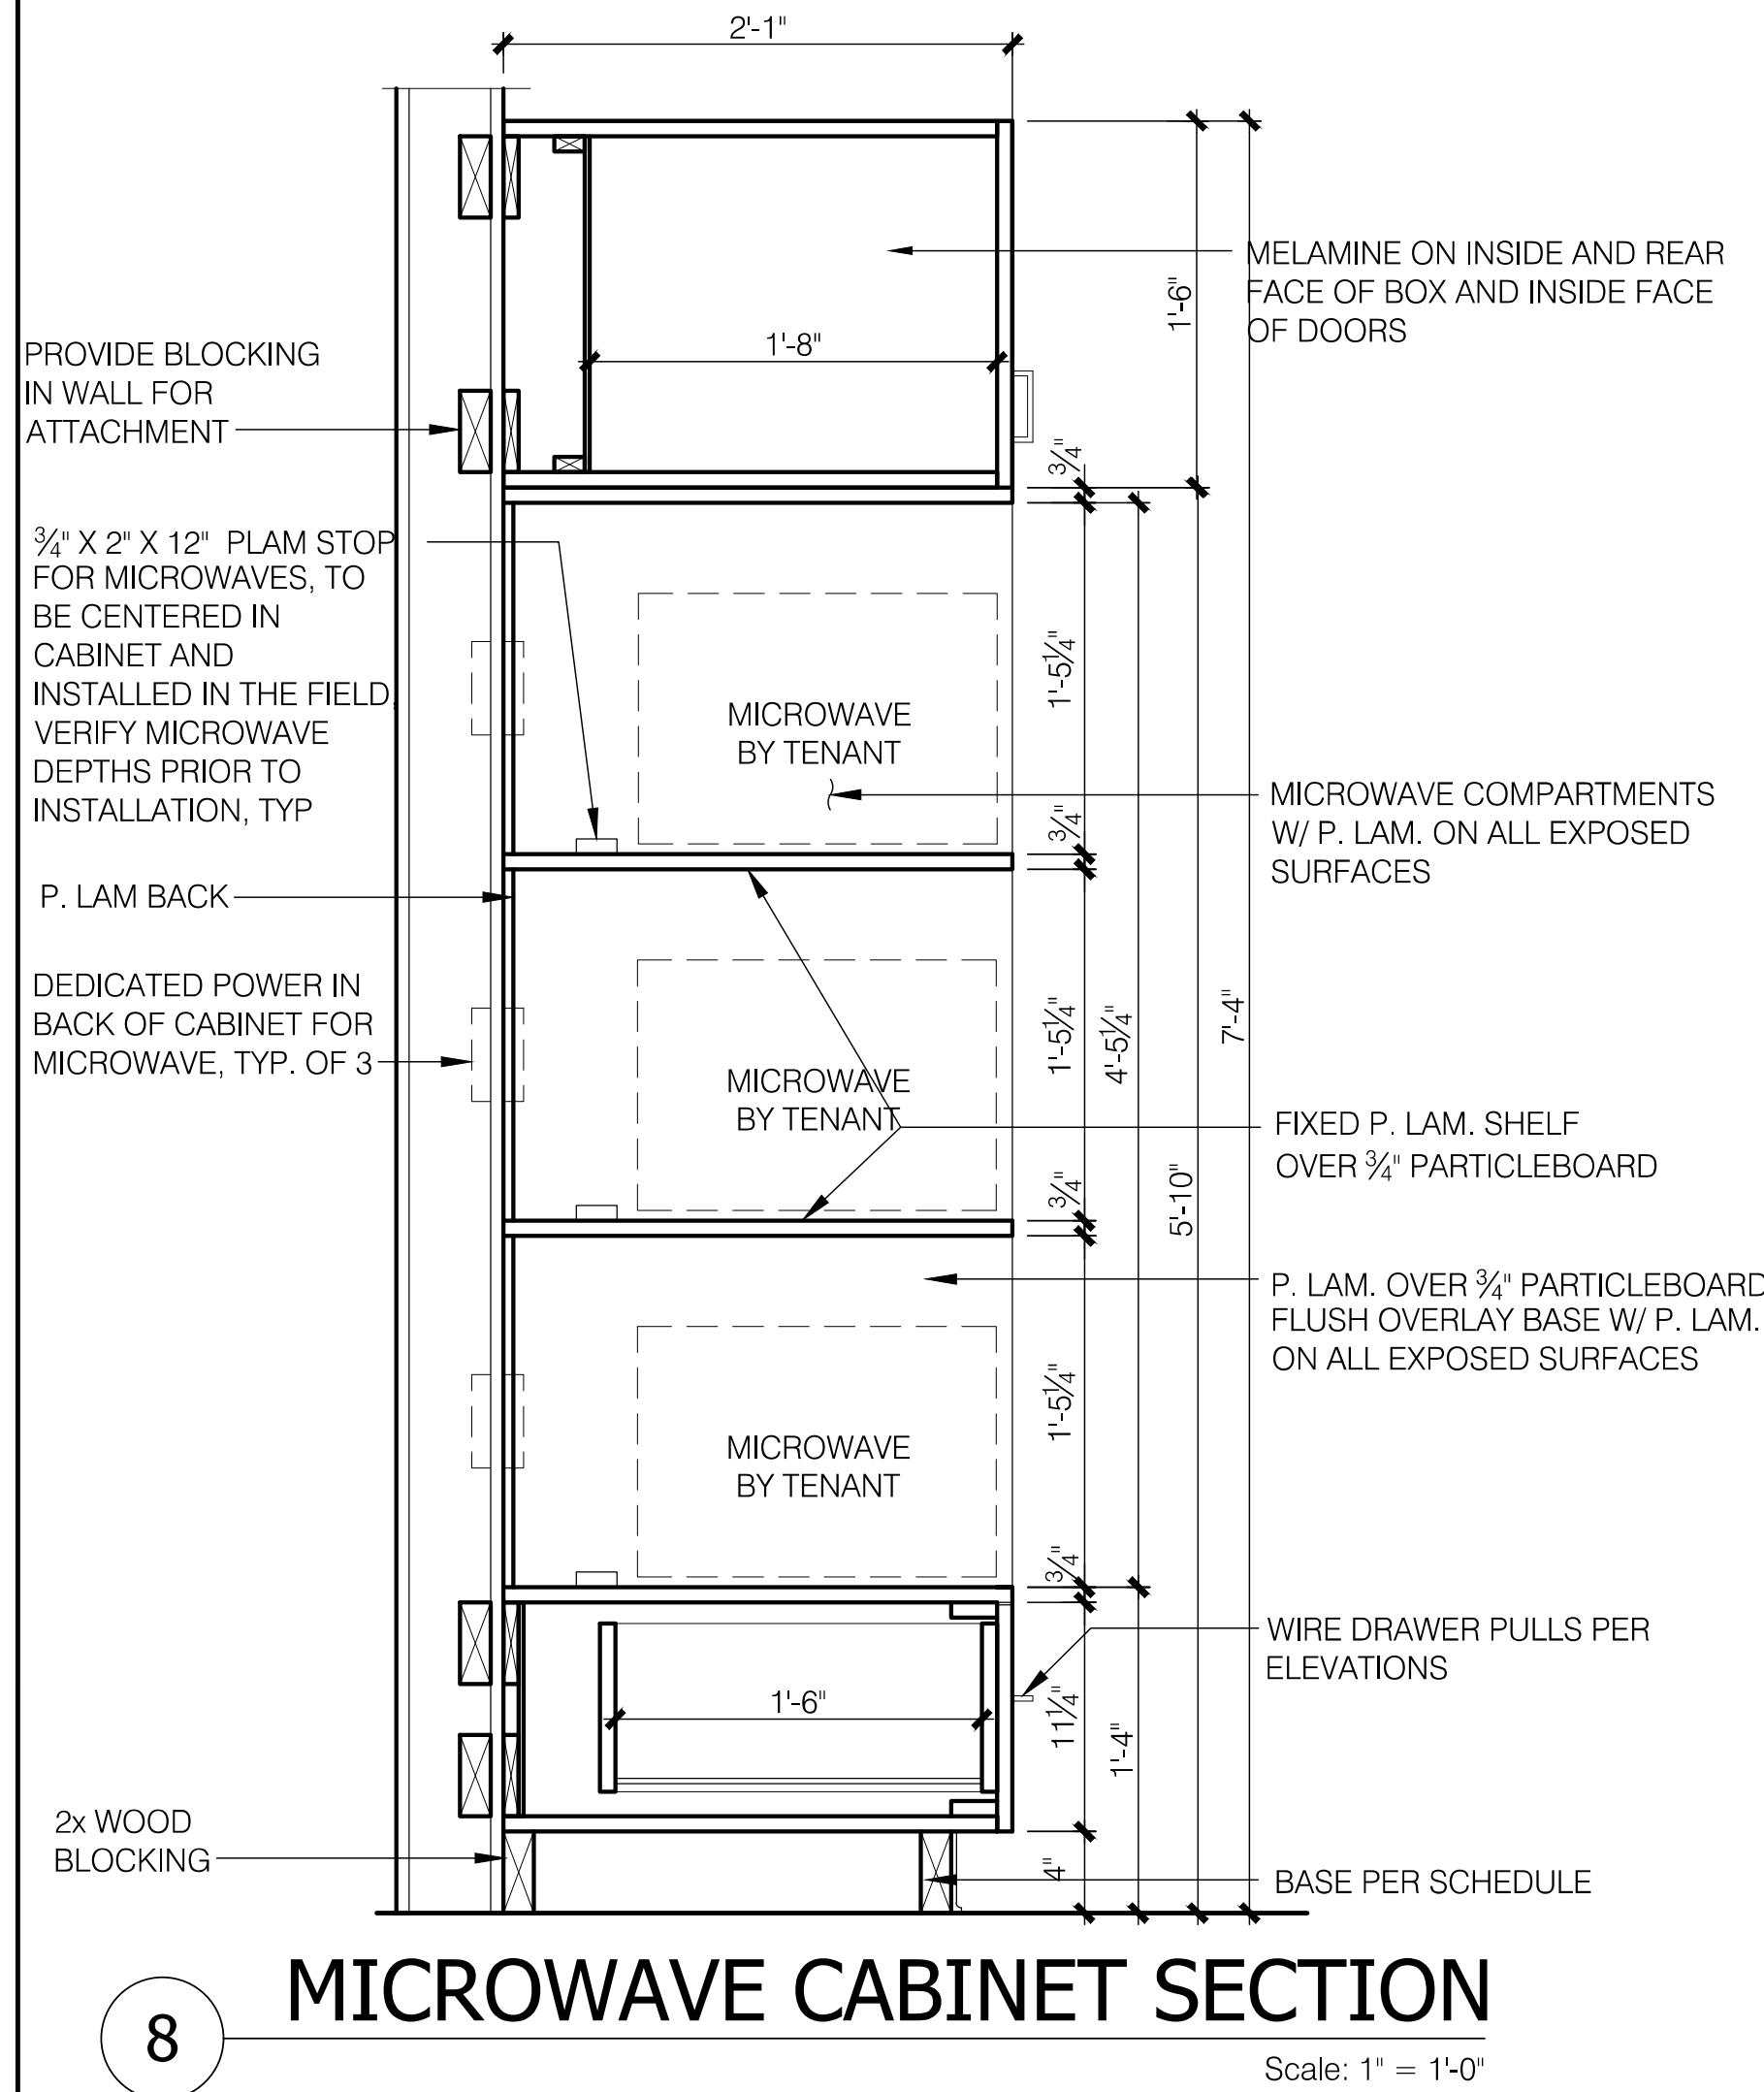 2'-1"
MELAMINE ON INSIDE AND REAR
FACE OF BOX AND INSIDE FACE
OF DOORS
1'-6"
1'-8"
PROVIDE BLOCKING
IN WALL FOR
ATTACHMENT
3/4"
3/4" X 2" X 12" PLAM STOP
FOR MICROWAVES, TO
BE CENTERED IN
CABINET AND
INSTALLED IN THE FIELD,
VERIFY MICROWAVE
DEPTHS PRIOR TO
INSTALLATION, TYP
1'-5 1/4"
MICROWAVE
BY TENANT
MICROWAVE COMPARTMENTS
W/ P. LAM. ON ALL EXPOSED
SURFACES
3/4"
P. LAM BACK
DEDICATED POWER IN
BACK OF CABINET FOR
MICROWAVE, TYP. OF 3
1'-5 1/4"
4'-5 1/4"
7'-4"
MICROWAVE
BY TENANT
FIXED P. LAM. SHELF
OVER 3/4" PARTICLEBOARD
3/4"
5'-10"
P. LAM. OVER 3/4" PARTICLEBOARD
FLUSH OVERLAY BASE W/ P. LAM.
ON ALL EXPOSED SURFACES
1'-5 1/4"
MICROWAVE
BY TENANT
3/4"
WIRE DRAWER PULLS PER
ELEVATIONS
1'-6"
11 1/4"
1'-4"
2x WOOD
BLOCKING
4"
BASE PER SCHEDULE
MICROWAVE CABINET SECTION
8
Scale: 1" = 1'-0"